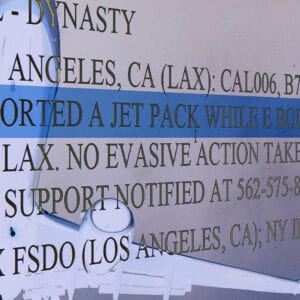 - DYNASTY
ANGELES, CA (LAX): CAL006, B7
ORTED A JET PACK WHILE E BOU
LAX. NO EVASIVE ACTION TAKE
SUPPORT NOTIFIED AT 562-575-8
X FSDO (LOS ANGELES, CA); NY